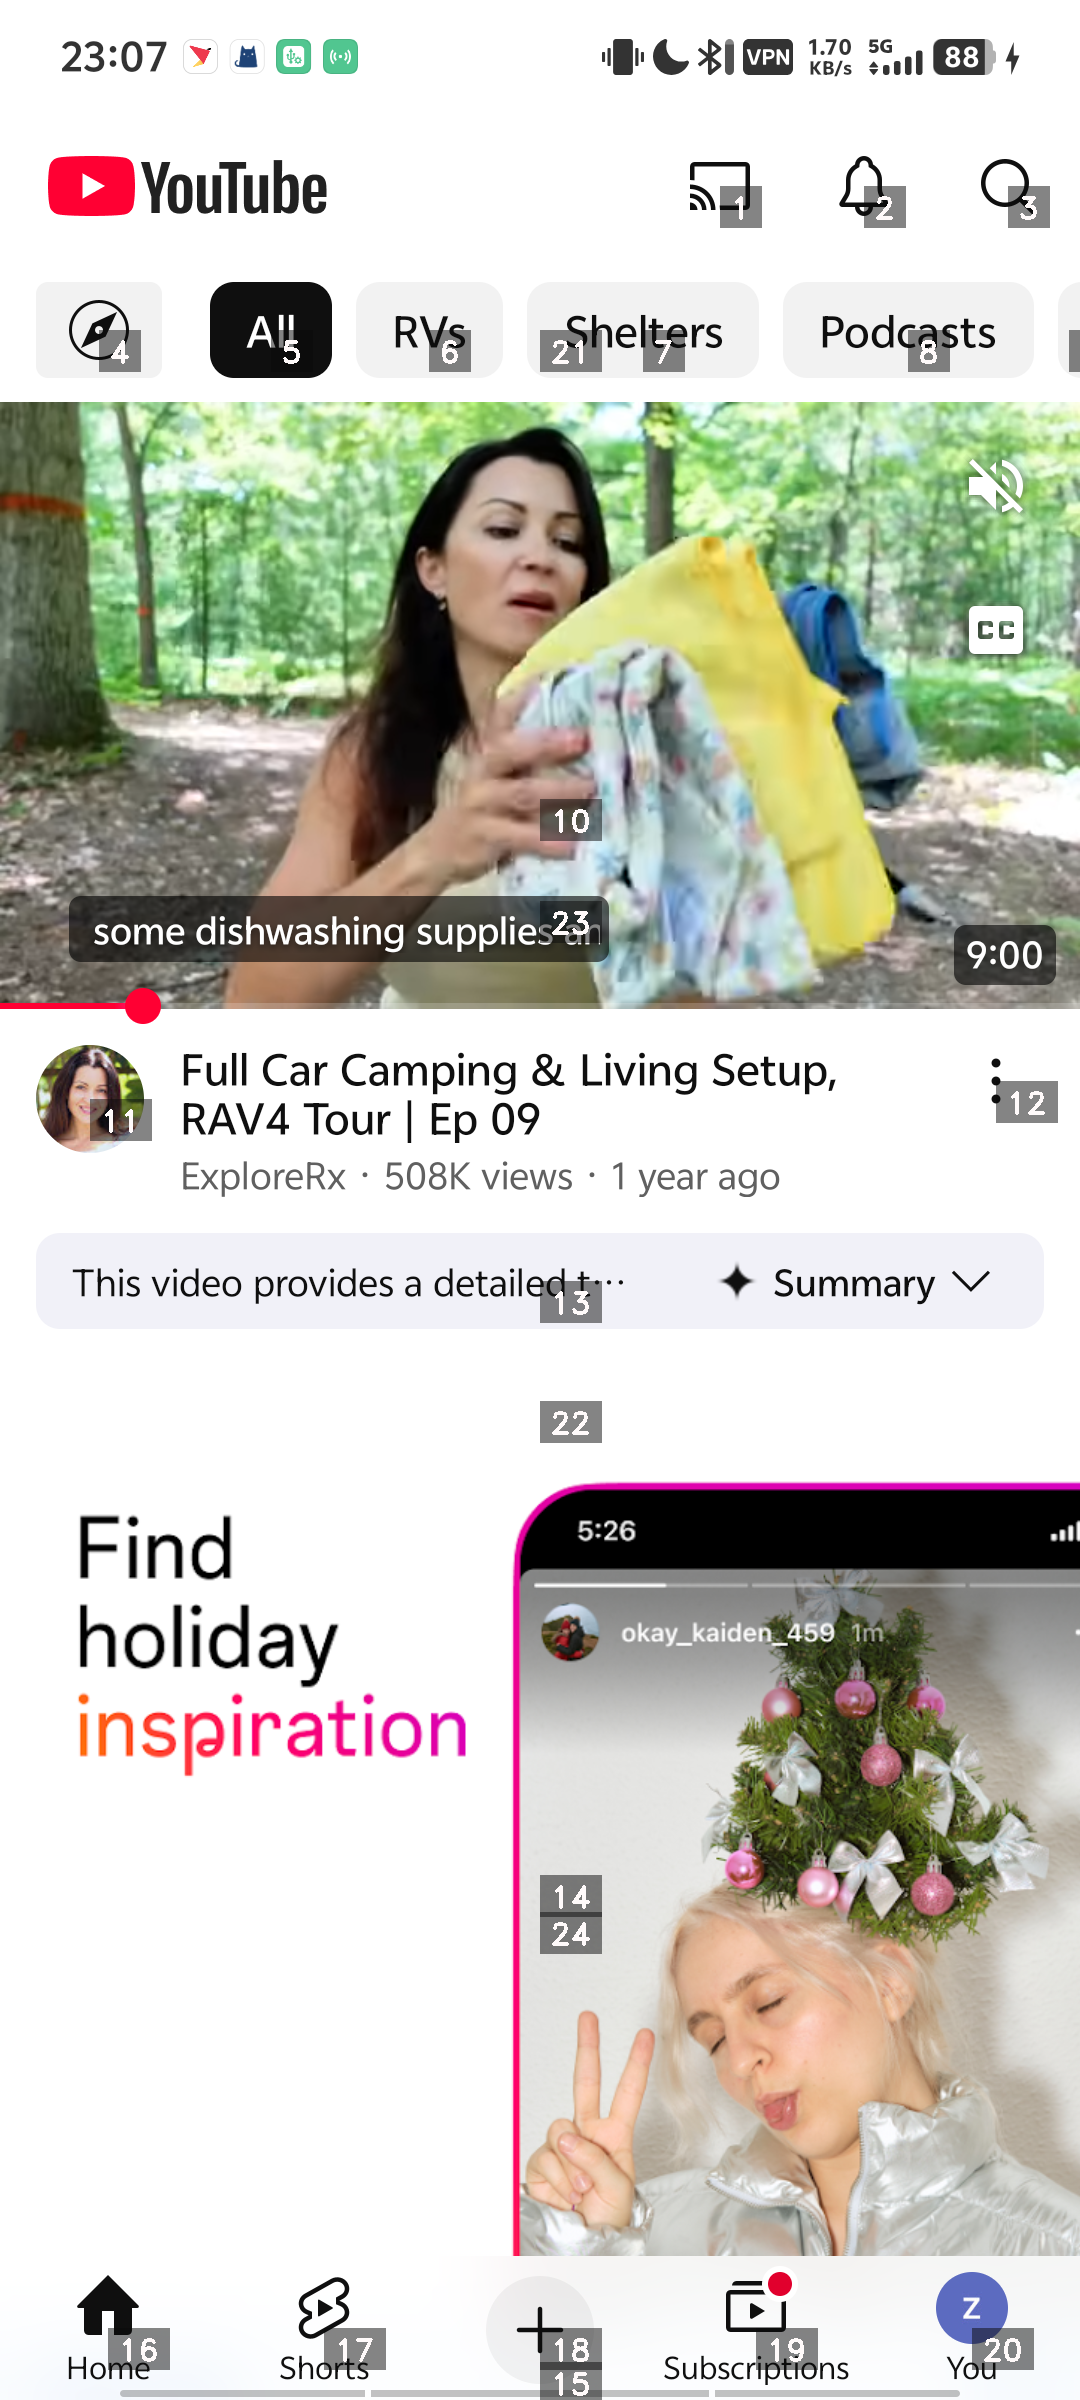 23:07
VPN 1.70 KB/s 5G 88
YouTube
1 2 3
All RVs Shelters Podcasts
4 5 6 21 7 8
CC
10
some dishwashing supplies an
23
9:00
Full Car Camping & Living Setup,
RAV4 Tour | Ep 09
11 12
ExploreRx · 508K views · 1 year ago
This video provides a detailed t... Summary
13
22
Find
holiday
inspiration
5:26
okay_kaiden_459 1m
14
24
Z
16 17 18 19 20
Home Shorts Subscriptions You
15